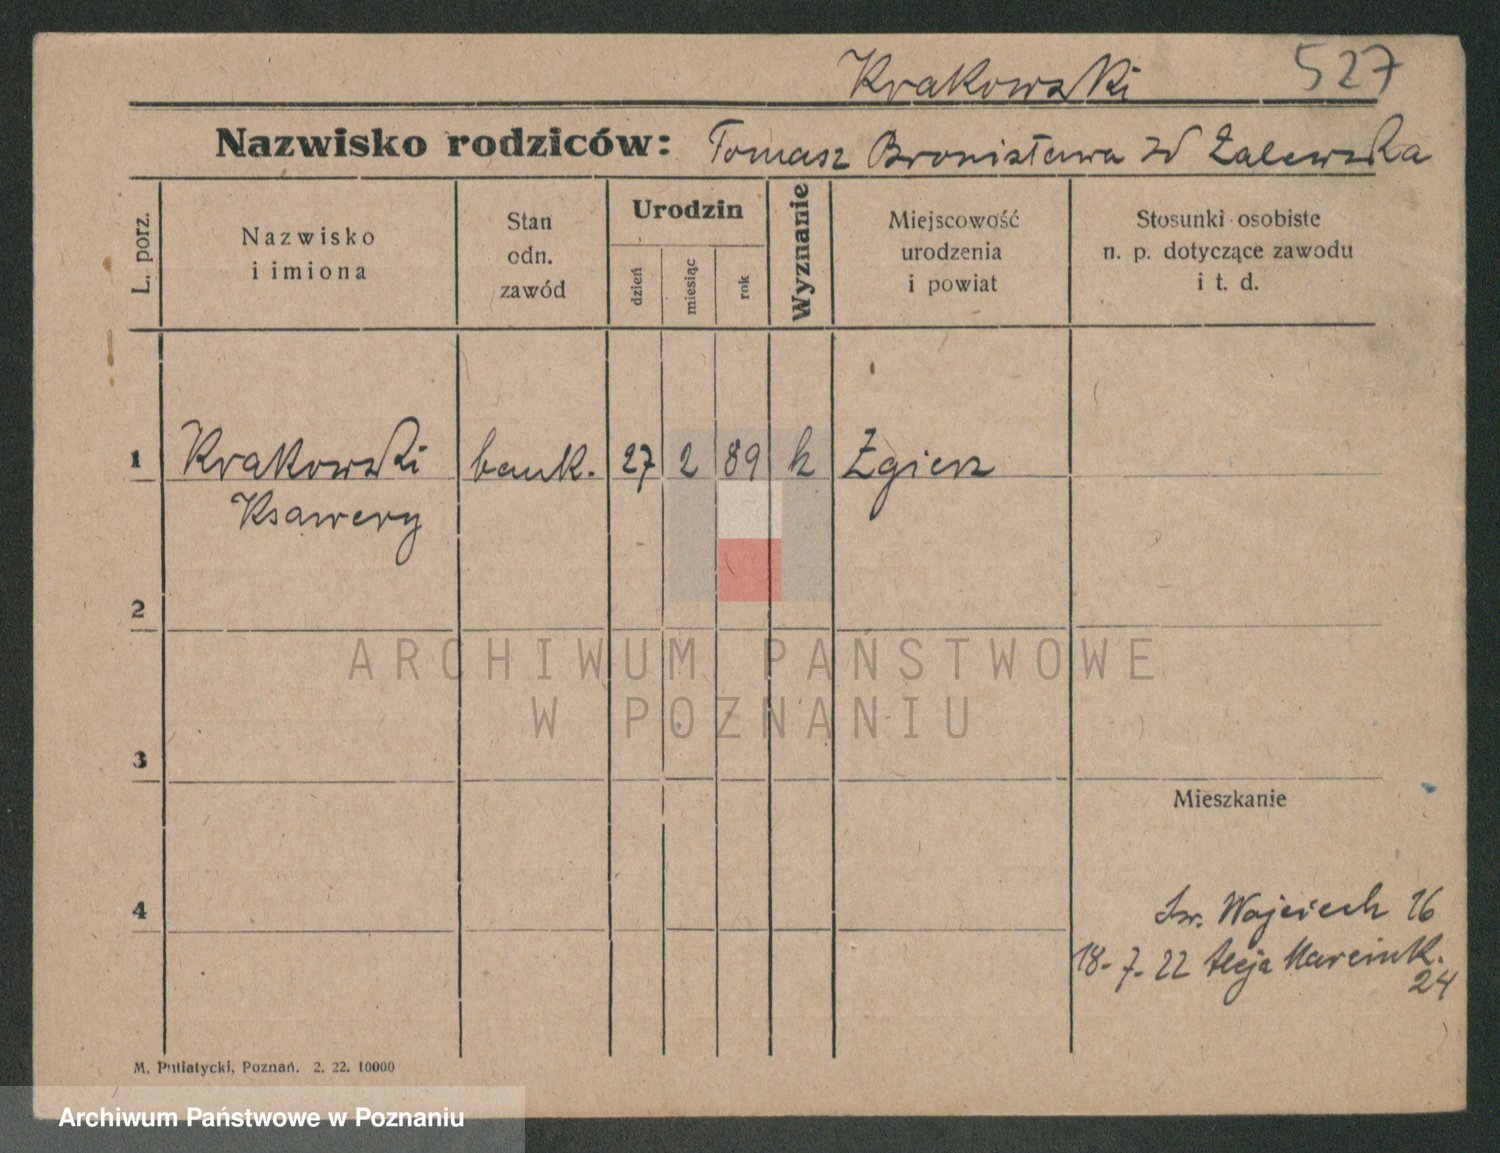 Krakowski 527
Nazwisko rodziców: Tomasz Bronisława zd Zalewska
L. porz.
Nazwisko
i imiona
Stan
odn.
zawód
Urodzin
dzień
miesiąc
rok
Wyznanie
Miejscowość
urodzenia
i powiat
Stosunki osobiste
n. p. dotyczące zawodu
i t. d.
1 Krakowski bank. 27 2 89 k Zgierz
Ksawery
2
ARCHIWUM PAŃSTWOWE
W POZNANIU
3
Mieszkanie
4
Św. Wojciech 16
18-7-22 Aleja Marcink.
24
M. Putiatycki, Poznań. 2. 22. 10000
Archiwum Państwowe w Poznaniu